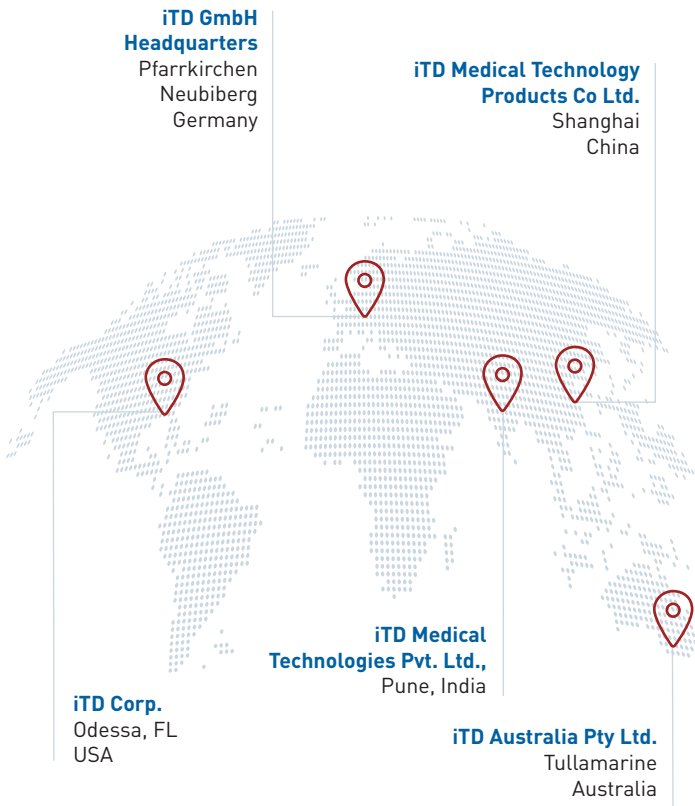 iTD GmbH
Headquarters
Pfarrkirchen
Neubiberg
Germany
iTD Medical Technology
Products Co Ltd.
Shanghai
China
iTD Medical
Technologies Pvt. Ltd.,
Pune, India
iTD Corp.
Odessa, FL
USA
iTD Australia Pty Ltd.
Tullamarine
Australia